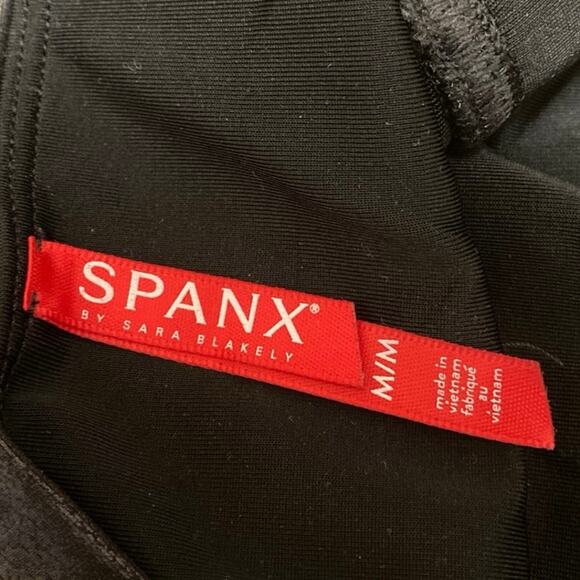 SPANX®
BY SARA BLAKELY
M/M
made in
vietnam
fabriqué
au
vietnam